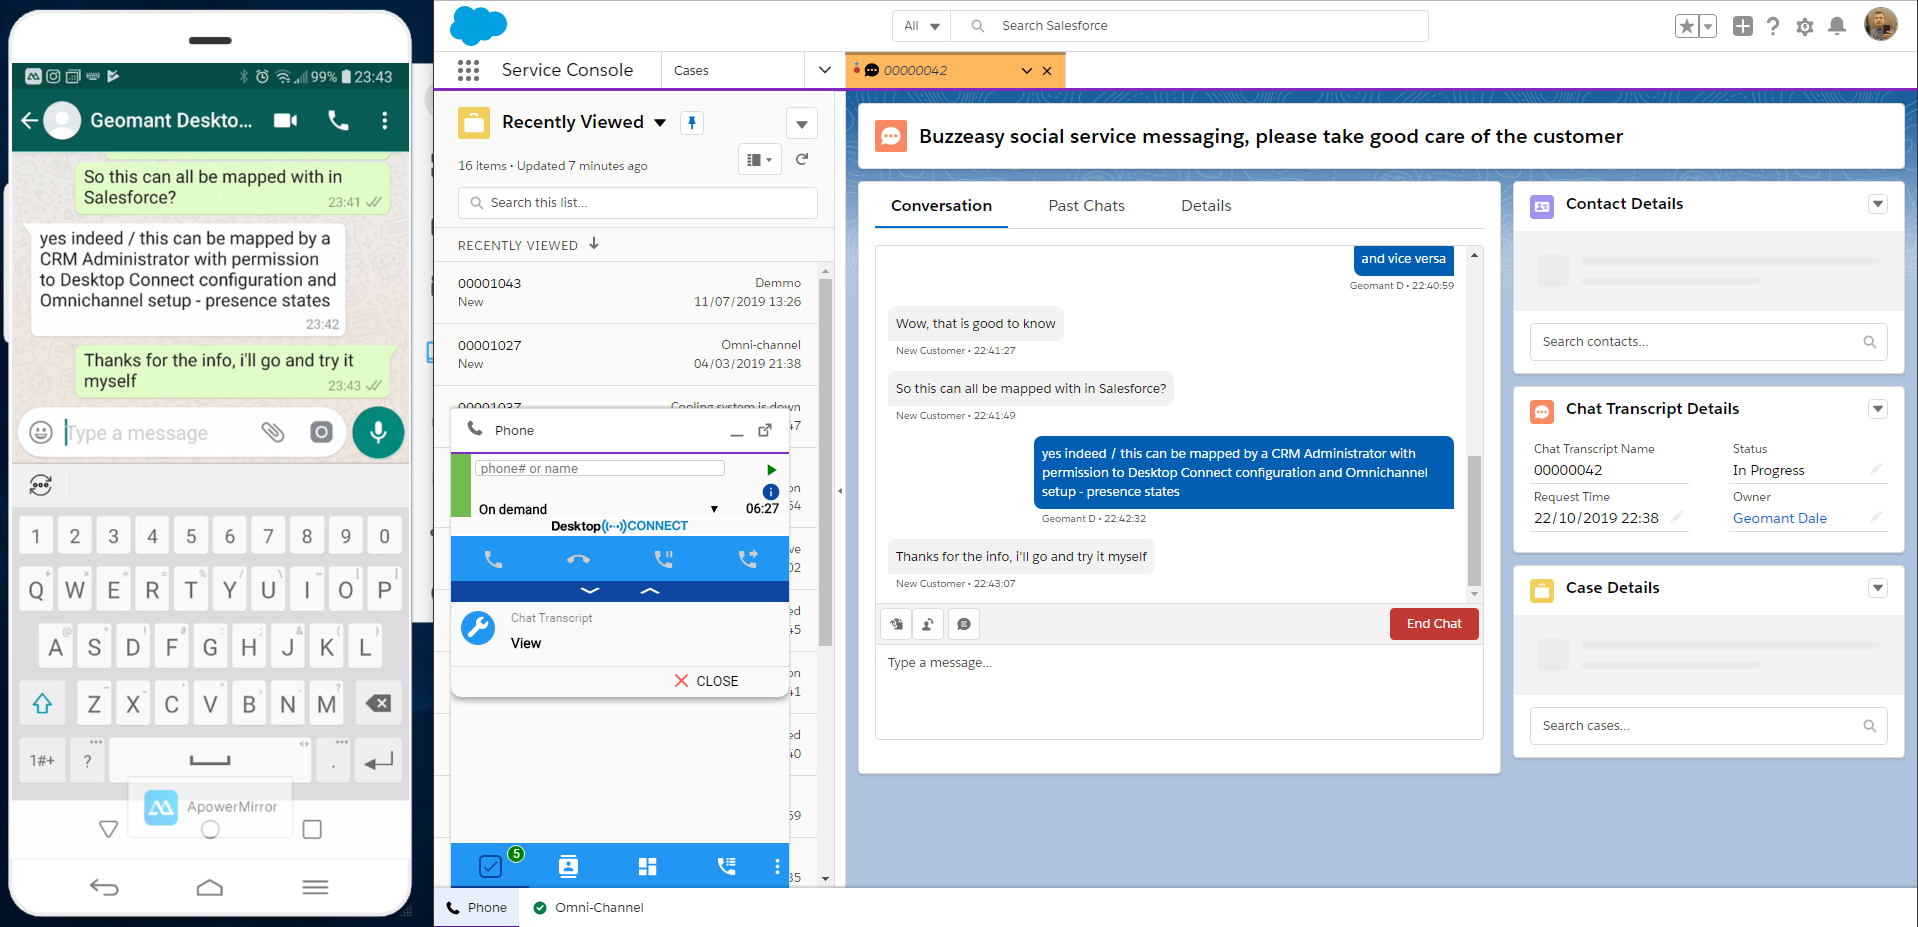 99% 23:43
Geomant Deskto...
So this can all be mapped with in
Salesforce?
23:41
yes indeed / this can be mapped by a
CRM Administrator with permission
to Desktop Connect configuration and
Omnichannel setup - presence states
23:42
Thanks for the info, i'll go and try it
myself
23:43
Type a message
1 2 3 4 5 6 7 8 9 0
Q W E R T Y U I O P
A S D F G H J K L
Z X C V B N M
1#+ ? .
ApowerMirror
All
Search Salesforce
Service Console
Cases
00000042
Recently Viewed
16 items • Updated 7 minutes ago
Search this list...
RECENTLY VIEWED
00001043 Demmo
New 11/07/2019 13:26
00001027 Omni-channel
New 04/03/2019 21:38
00001037 Cooling system is down
Phone
phone# or name
On demand
06:27
Desktop CONNECT
Chat Transcript
View
CLOSE
5
Phone
Omni-Channel
Buzzeasy social service messaging, please take good care of the customer
Conversation
Past Chats
Details
and vice versa
Geomant D • 22:40:59
Wow, that is good to know
New Customer • 22:41:27
So this can all be mapped with in Salesforce?
New Customer • 22:41:49
yes indeed / this can be mapped by a CRM Administrator with
permission to Desktop Connect configuration and Omnichannel
setup - presence states
Geomant D • 22:42:32
Thanks for the info, i'll go and try it myself
New Customer • 22:43:07
End Chat
Type a message...
Contact Details
Search contacts...
Chat Transcript Details
Chat Transcript Name
00000042
Status
In Progress
Request Time
22/10/2019 22:38
Owner
Geomant Dale
Case Details
Search cases...